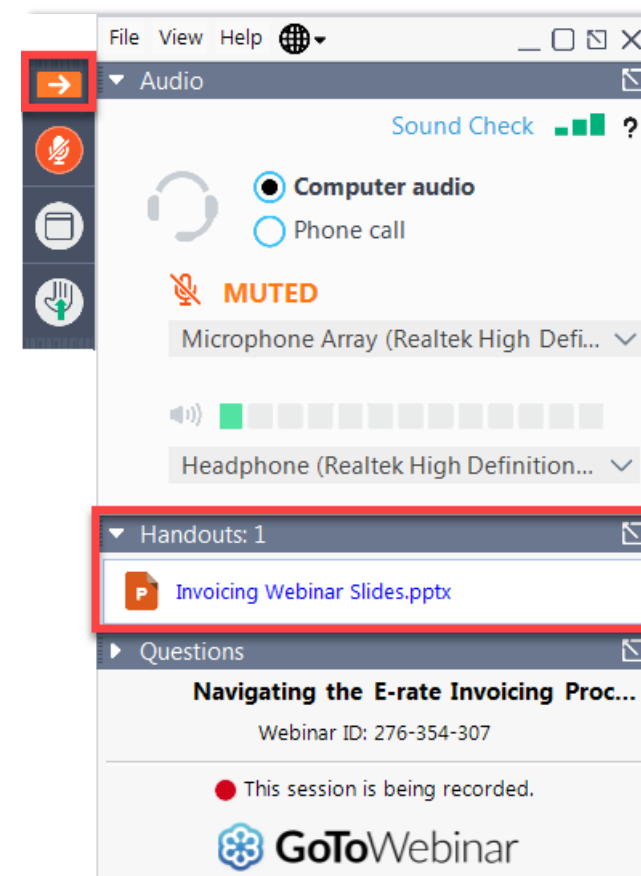 File View Help
Audio
Sound Check ?
Computer audio
Phone call
MUTED
Microphone Array (Realtek High Defi...
Headphone (Realtek High Definition...
Handouts: 1
P
Invoicing Webinar Slides.pptx
Questions
Navigating the E-rate Invoicing Proc...
Webinar ID: 276-354-307
This session is being recorded.
GoToWebinar